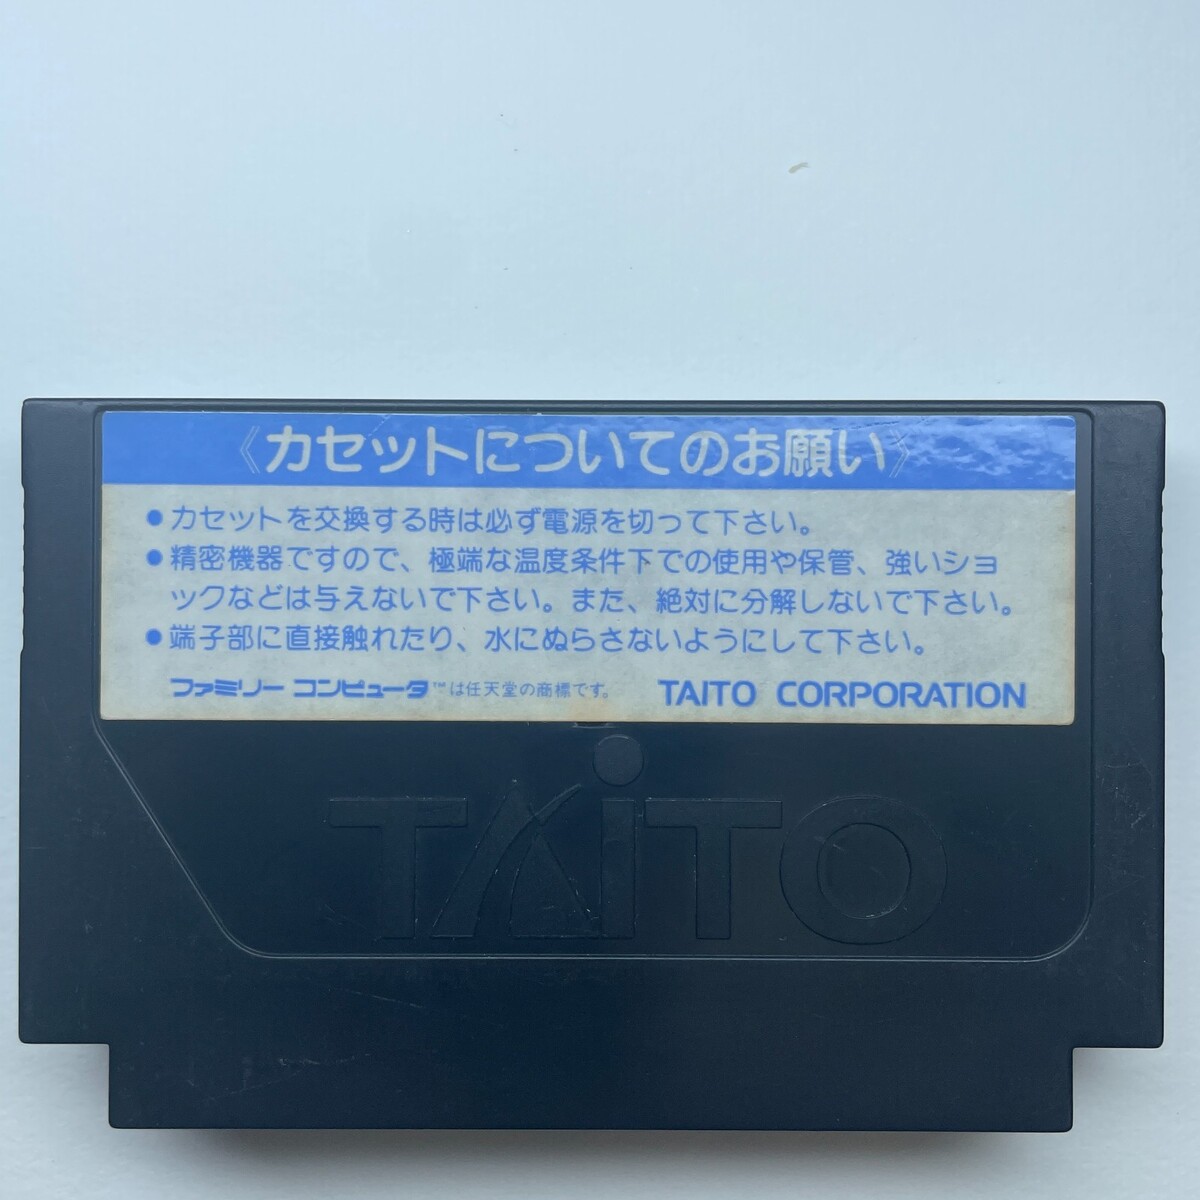 《カセットについてのお願い》
●カセットを交換する時は必ず電源を切って下さい。
●精密機器ですので、極端な温度条件下での使用や保管、強いショ
ックなどは与えないで下さい。また、絶対に分解しないで下さい。
●端子部に直接触れたり、水にぬらさないようにして下さい。
ファミリー コンピュータ™は任天堂の商標です。 TAITO CORPORATION
TAiTO